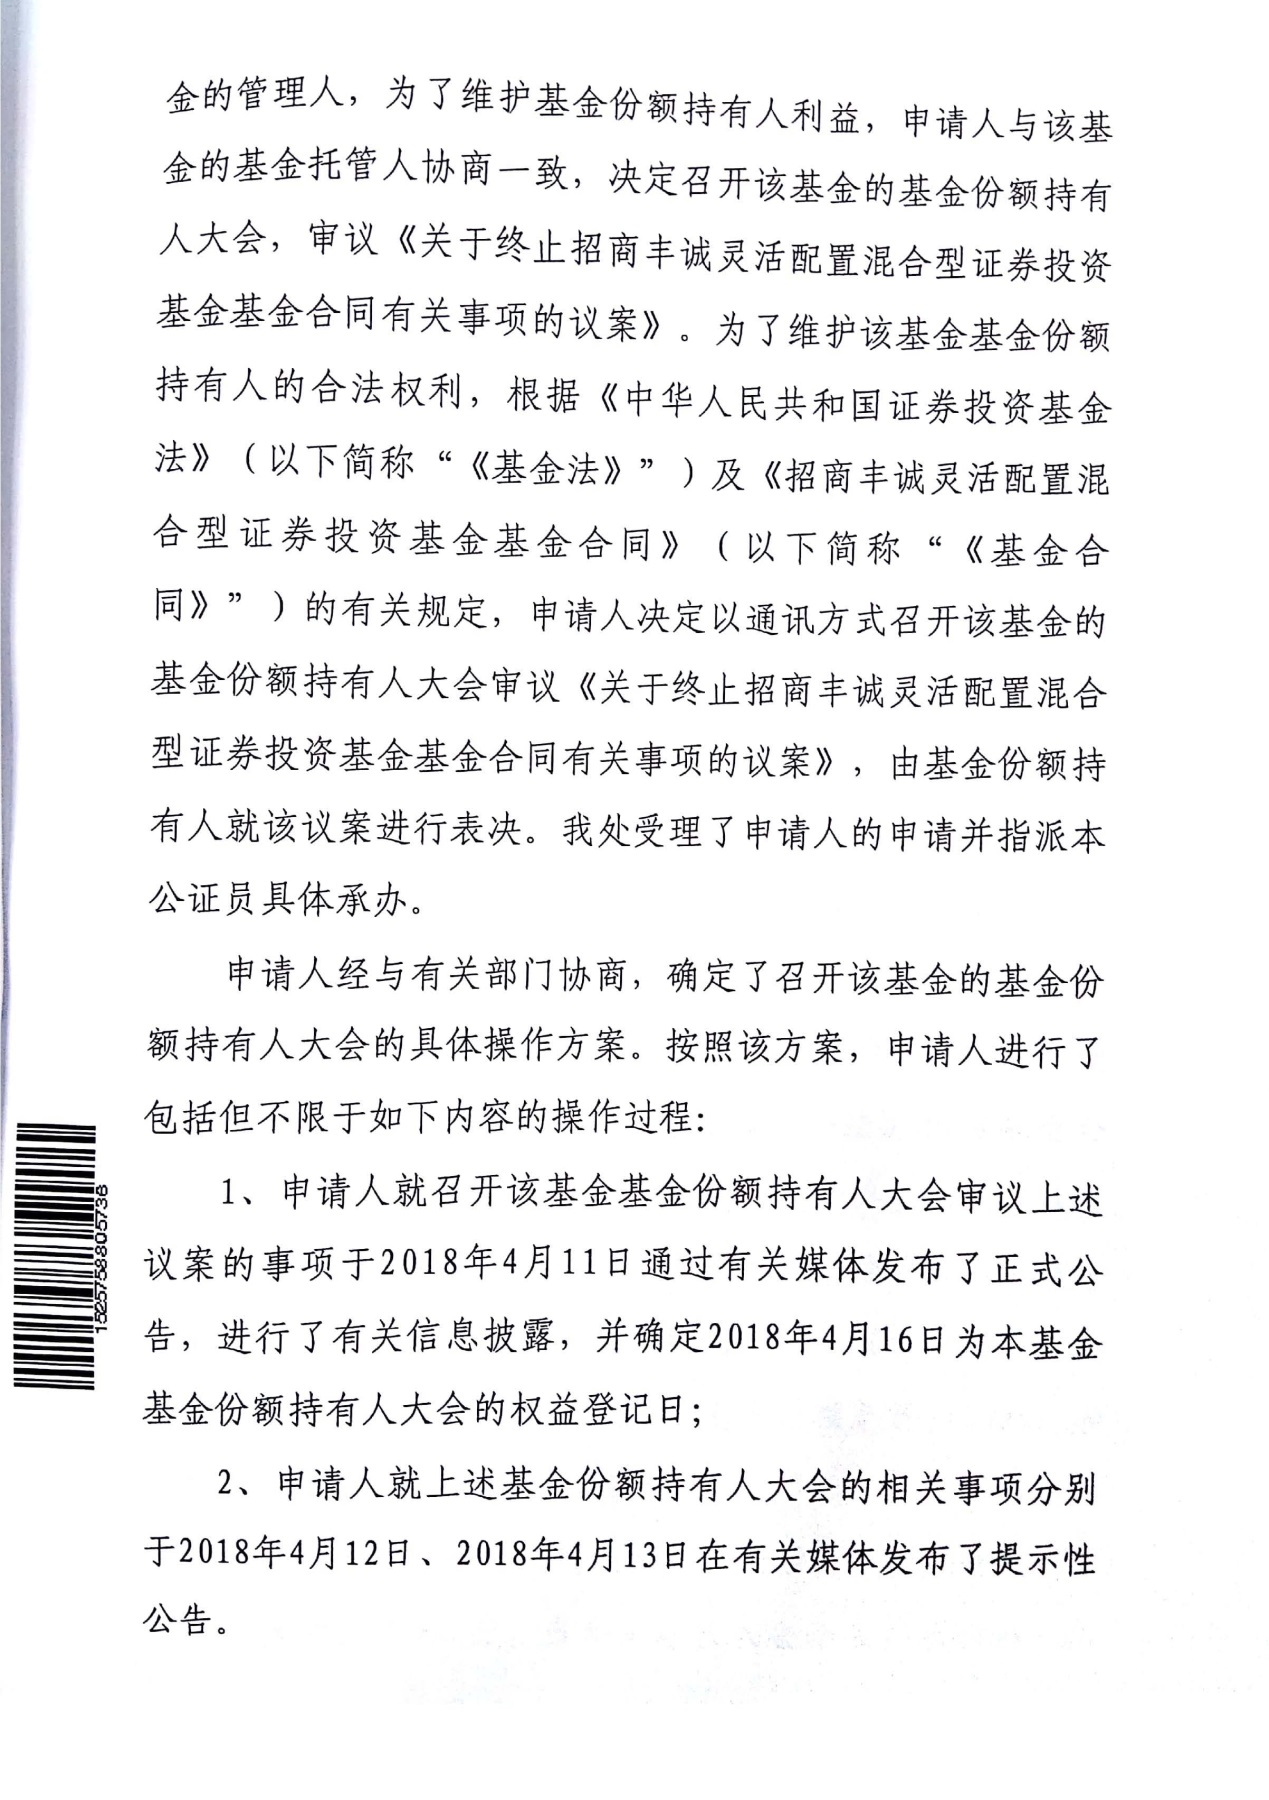 金的管理人，为了维护基金份额持有人利益，申请人与该基
金的基金托管人协商一致，决定召开该基金的基金份额持有
人大会，审议《关于终止招商丰诚灵活配置混合型证券投资
基金基金合同有关事项的议案》。为了维护该基金基金份额
持有人的合法权利，根据《中华人民共和国证券投资基金
法》（以下简称“《基金法》”）及《招商丰诚灵活配置混
合型证券投资基金基金合同》（以下简称“《基金合
同》”）的有关规定，申请人决定以通讯方式召开该基金的
基金份额持有人大会审议《关于终止招商丰诚灵活配置混合
型证券投资基金基金合同有关事项的议案》，由基金份额持
有人就该议案进行表决。我处受理了申请人的申请并指派本
公证员具体承办。
申请人经与有关部门协商，确定了召开该基金的基金份
额持有人大会的具体操作方案。按照该方案，申请人进行了
包括但不限于如下内容的操作过程：
1、申请人就召开该基金基金份额持有人大会审议上述
议案的事项于2018年4月11日通过有关媒体发布了正式公
告，进行了有关信息披露，并确定2018年4月16日为本基金
基金份额持有人大会的权益登记日；
2、申请人就上述基金份额持有人大会的相关事项分别
于2018年4月12日、2018年4月13日在有关媒体发布了提示性
公告。
152575880573​6